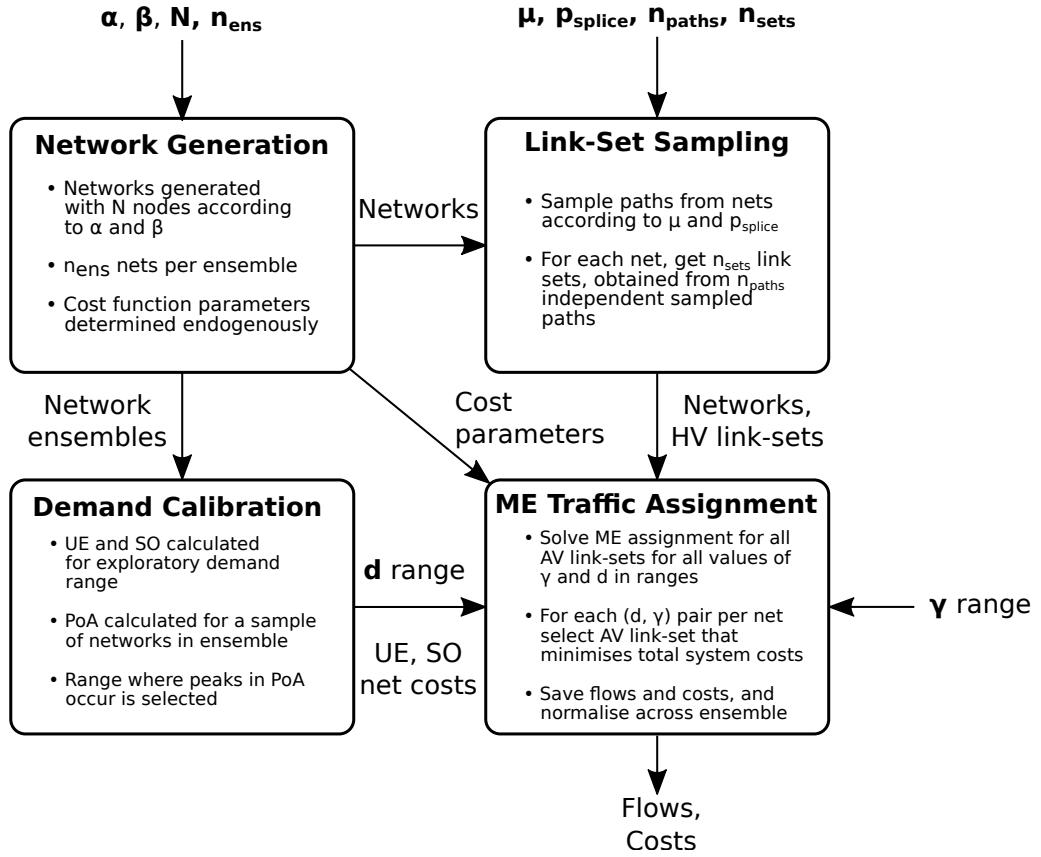 α, β, N, n_ens
μ, p_splice, n_paths, n_sets
Network Generation
• Networks generated
with N nodes according
to α and β
• n_ens nets per ensemble
• Cost function parameters
determined endogenously
Networks
Link-Set Sampling
• Sample paths from nets
according to μ and p_splice
• For each net, get n_sets link
sets, obtained from n_paths
independent sampled
paths
Network
ensembles
Cost
parameters
Networks,
HV link-sets
Demand Calibration
• UE and SO calculated
for exploratory demand
range
• PoA calculated for a sample
of networks in ensemble
• Range where peaks in PoA
occur is selected
d range
UE, SO
net costs
ME Traffic Assignment
• Solve ME assignment for all
AV link-sets for all values of
γ and d in ranges
• For each (d, γ) pair per net
select AV link-set that
minimises total system costs
• Save flows and costs, and
normalise across ensemble
γ range
Flows,
Costs